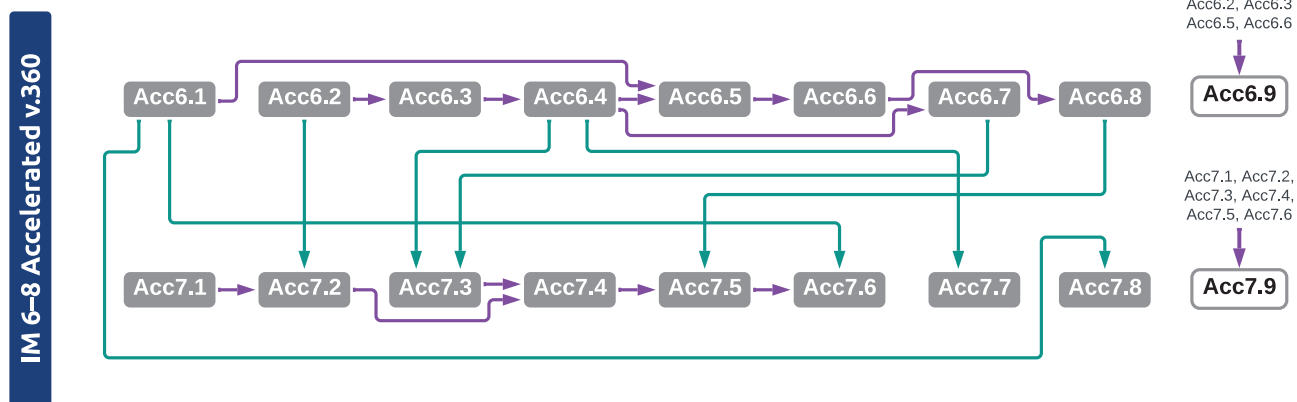 IM 6–8 Accelerated v.360
Acc6.2, Acc6.3
Acc6.5, Acc6.6
Acc6.1 Acc6.2 Acc6.3 Acc6.4 Acc6.5 Acc6.6 Acc6.7 Acc6.8 Acc6.9
Acc7.1, Acc7.2,
Acc7.3, Acc7.4,
Acc7.5, Acc7.6
Acc7.1 Acc7.2 Acc7.3 Acc7.4 Acc7.5 Acc7.6 Acc7.7 Acc7.8 Acc7.9